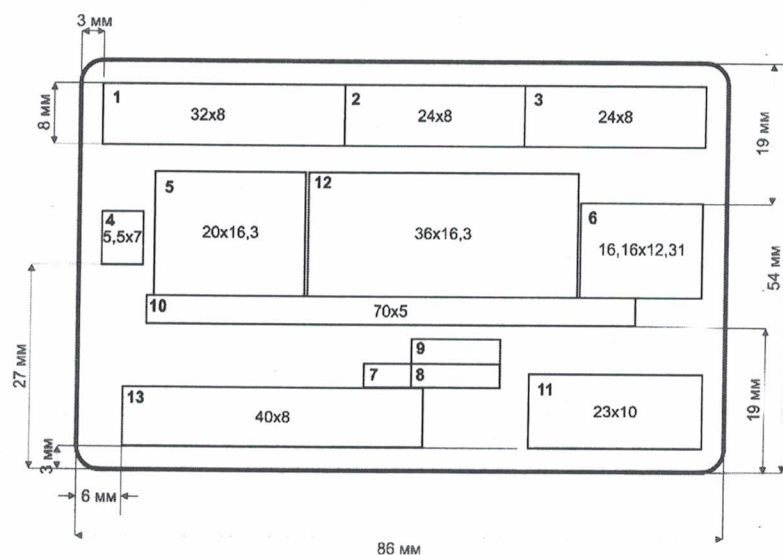 3 мм
1
32x8
2
24x8
3
24x8
8 мм
19 мм
5
12
4
5,5x7
20x16,3
36x16,3
6
16,16x12,31
54 мм
10
70x5
9
7
8
27 мм
19 мм
13
40x8
11
23x10
3 мм
6 мм
86 мм